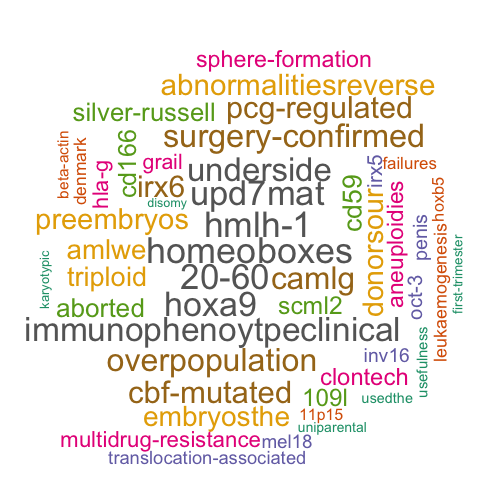 sphere-formation
abnormalitiesreverse
silver-russell
pcg-regulated
surgery-confirmed
beta-actin
denmark
hla-g
cd166
grail
irx6
disomy
underside
upd7mat
hmlh-1
homeoboxes
cd59
irx5
failures
donorsour
aneuploidies
penis
oct-3
hoxb5
leukaemogenesis
first-trimester
preembryos
amlwe
triploid
karyotypic
20-60
camlg
aborted
hoxa9
scml2
immunophenoytpeclinical
overpopulation
inv16
usefulness
clontech
cbf-mutated
109l
usedthe
embryosthe
11p15
uniparental
multidrug-resistance
mel18
translocation-associated